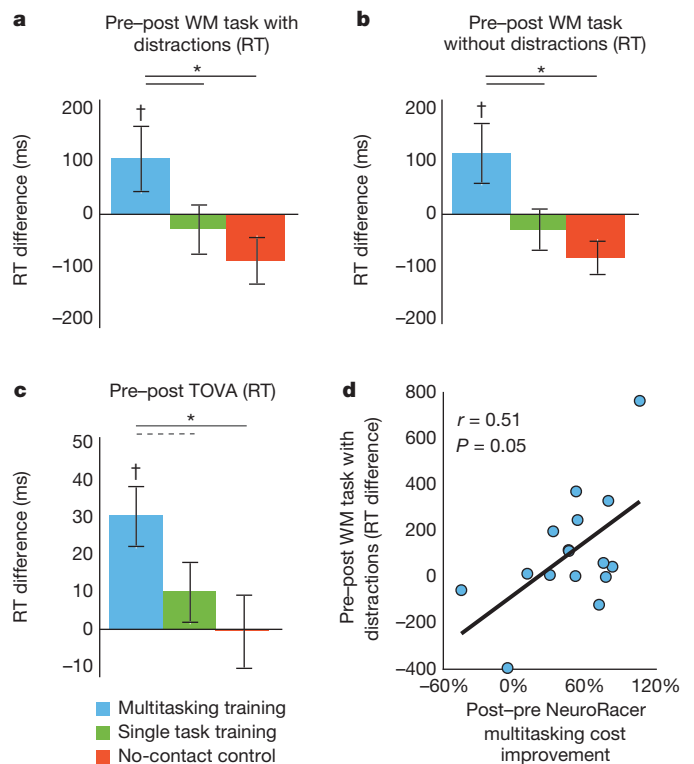 a
Pre–post WM task with
distractions (RT)
*
†
RT difference (ms)
200
100
0
–100
–200
b
Pre–post WM task
without distractions (RT)
*
†
RT difference (ms)
200
100
0
–100
–200
c
Pre–post TOVA (RT)
*
†
RT difference (ms)
50
40
30
20
10
0
–10
Multitasking training
Single task training
No-contact control
d
r = 0.51
P = 0.05
Pre–post WM task with
distractions (RT difference)
800
600
400
200
0
–200
–400
–60% 0% 60% 120%
Post–pre NeuroRacer
multitasking cost
improvement